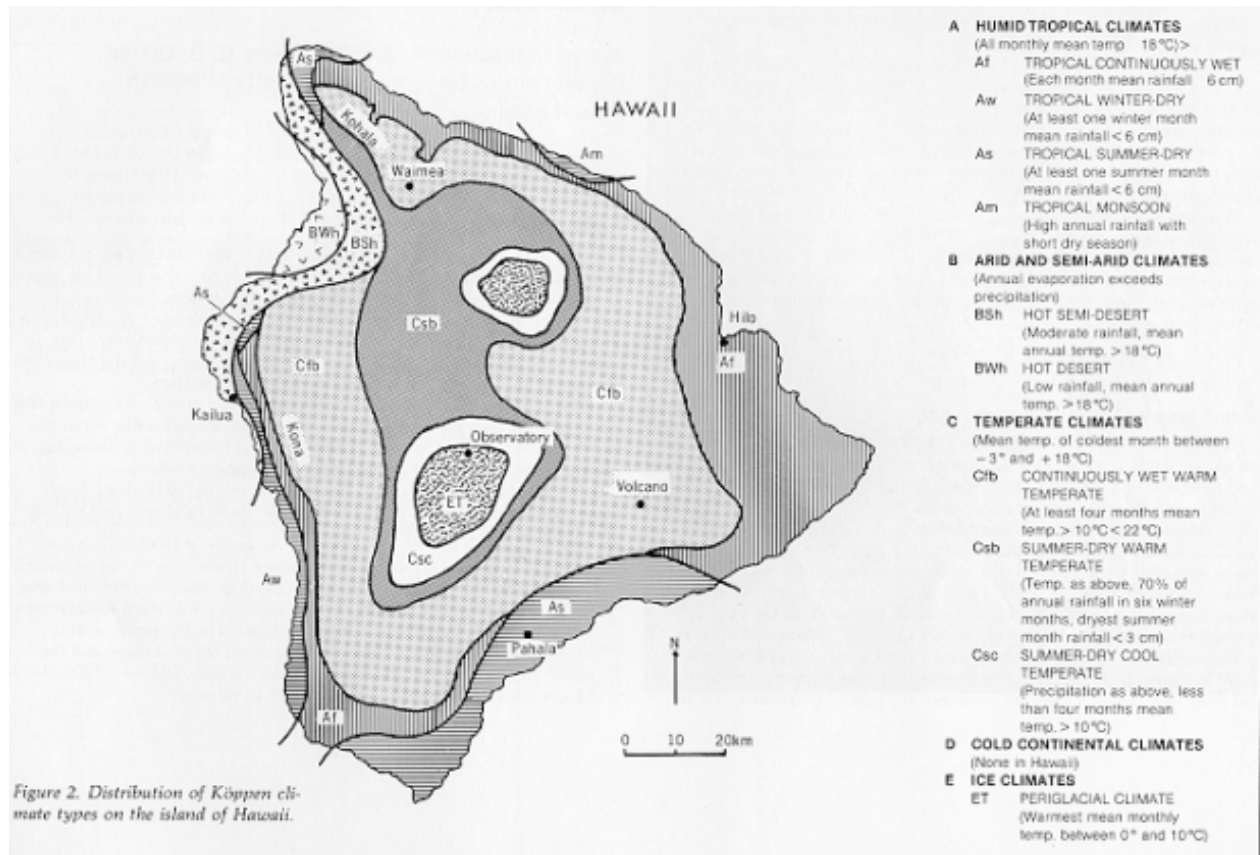 HAWAII
As
Kohala
Waimea
Am
BWh
BSh
As
Csb
Hilo
Cfb
Af
Cfb
Kailua
Kona
Observatory
Volcano
ET
Csc
Aw
As
Pahala
N
Af
0 10 20km
Figure 2. Distribution of Köppen cli-
mate types on the island of Hawaii.
A HUMID TROPICAL CLIMATES
(All monthly mean temp 18°C)>
Af TROPICAL CONTINUOUSLY WET
(Each month mean rainfall 6 cm)
Aw TROPICAL WINTER-DRY
(At least one winter month
mean rainfall < 6 cm)
As TROPICAL SUMMER-DRY
(At least one summer month
mean rainfall < 6 cm)
Am TROPICAL MONSOON
(High annual rainfall with
short dry season)
B ARID AND SEMI-ARID CLIMATES
(Annual evaporation exceeds
precipitation)
BSh HOT SEMI-DESERT
(Moderate rainfall, mean
annual temp. > 18°C)
BWh HOT DESERT
(Low rainfall, mean annual
temp. > 18°C)
C TEMPERATE CLIMATES
(Mean temp. of coldest month between
−3° and +18°C)
Cfb CONTINUOUSLY WET WARM
TEMPERATE
(At least four months mean
temp. > 10°C < 22°C)
Csb SUMMER-DRY WARM
TEMPERATE
(Temp. as above, 70% of
annual rainfall in six winter
months, dryest summer
month rainfall < 3 cm)
Csc SUMMER-DRY COOL
TEMPERATE
(Precipitation as above, less
than four months mean
temp. > 10°C)
D COLD CONTINENTAL CLIMATES
(None in Hawaii)
E ICE CLIMATES
ET PERIGLACIAL CLIMATE
(Warmest mean monthly
temp. between 0° and 10°C)